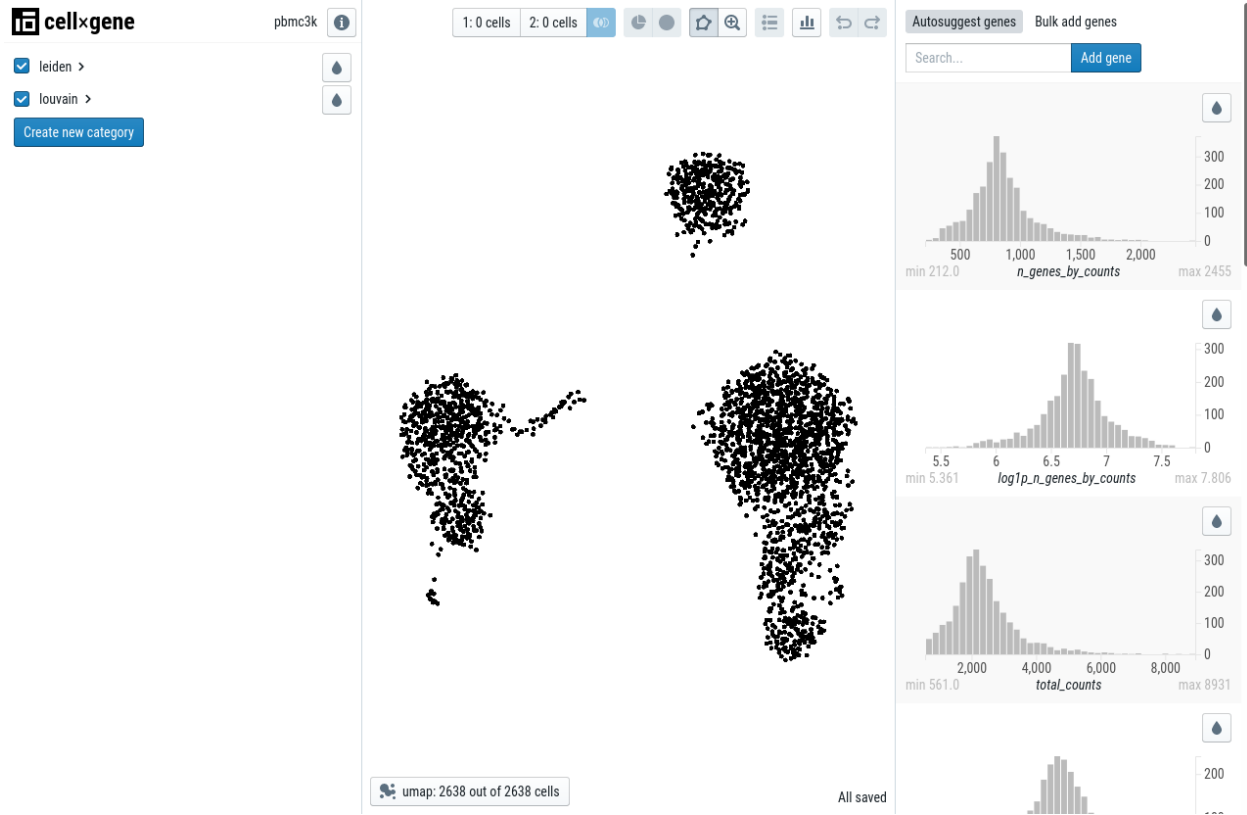 cell×gene
pbmc3k
leiden
louvain
Create new category
1: 0 cells
2: 0 cells
umap: 2638 out of 2638 cells
All saved
Autosuggest genes
Bulk add genes
Search...
Add gene
300
200
100
0
500 1,000 1,500 2,000
min 212.0 n_genes_by_counts max 2455
300
200
100
0
5.5 6 6.5 7 7.5
min 5.361 log1p_n_genes_by_counts max 7.806
300
200
100
0
2,000 4,000 6,000 8,000
min 561.0 total_counts max 8931
200